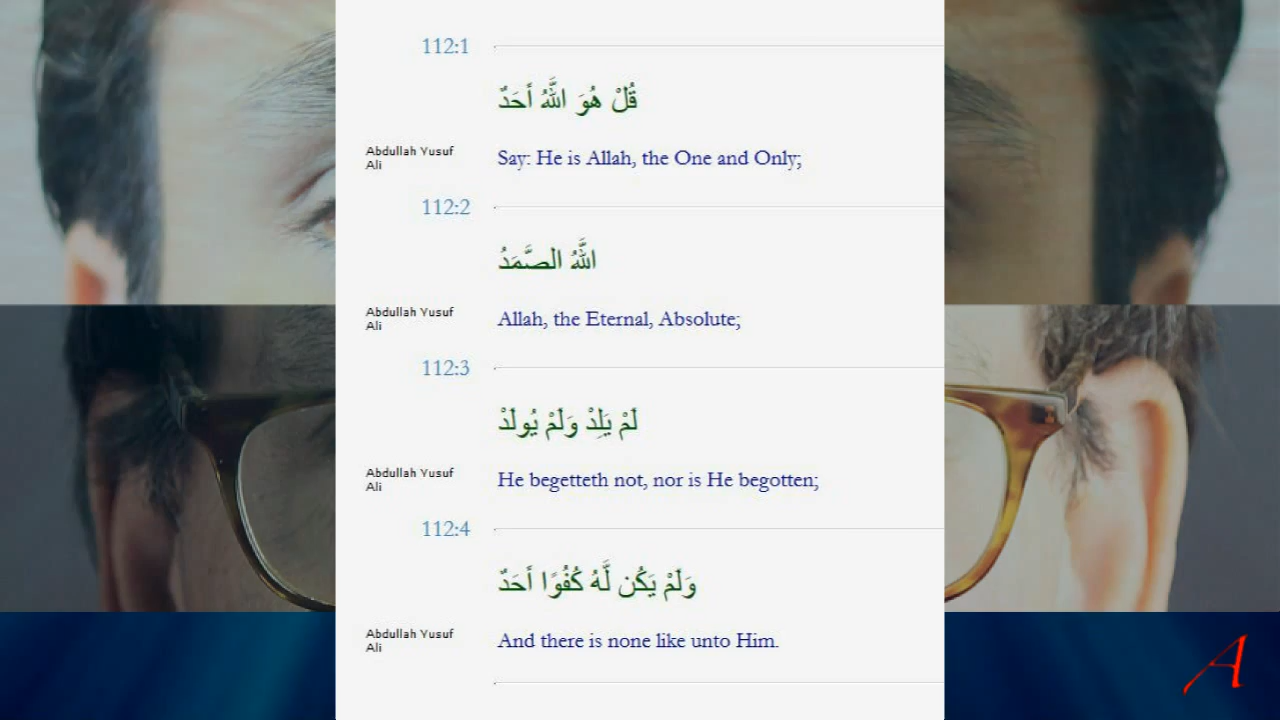 112:1
قُلْ هُوَ اللَّهُ أَحَدٌ
Abdullah Yusuf
Ali
Say: He is Allah, the One and Only;
112:2
اللَّهُ الصَّمَدُ
Abdullah Yusuf
Ali
Allah, the Eternal, Absolute;
112:3
لَمْ يَلِدْ وَلَمْ يُولَدْ
Abdullah Yusuf
Ali
He begetteth not, nor is He begotten;
112:4
وَلَمْ يَكُن لَّهُ كُفُوًا أَحَدٌ
Abdullah Yusuf
Ali
And there is none like unto Him.
A